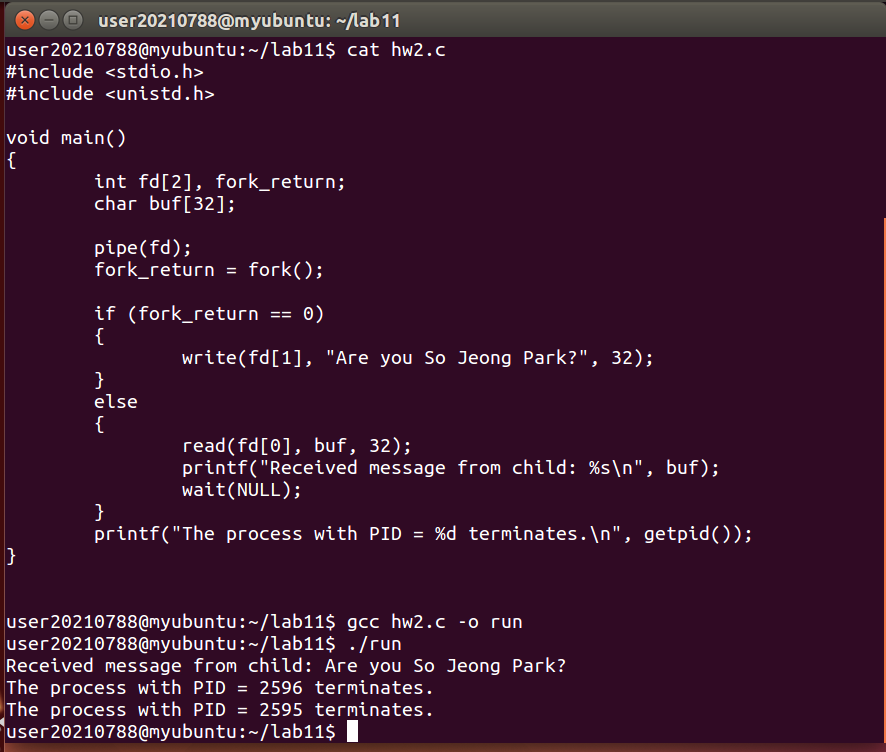 user20210788@myubuntu: ~/lab11
user20210788@myubuntu:~/lab11$ cat hw2.c
#include <stdio.h>
#include <unistd.h>
void main()
{
        int fd[2], fork_return;
        char buf[32];
        pipe(fd);
        fork_return = fork();
        if (fork_return == 0)
        {
                write(fd[1], "Are you So Jeong Park?", 32);
        }
        else
        {
                read(fd[0], buf, 32);
                printf("Received message from child: %s\n", buf);
                wait(NULL);
        }
        printf("The process with PID = %d terminates.\n", getpid());
}
user20210788@myubuntu:~/lab11$ gcc hw2.c -o run
user20210788@myubuntu:~/lab11$ ./run
Received message from child: Are you So Jeong Park?
The process with PID = 2596 terminates.
The process with PID = 2595 terminates.
user20210788@myubuntu:~/lab11$